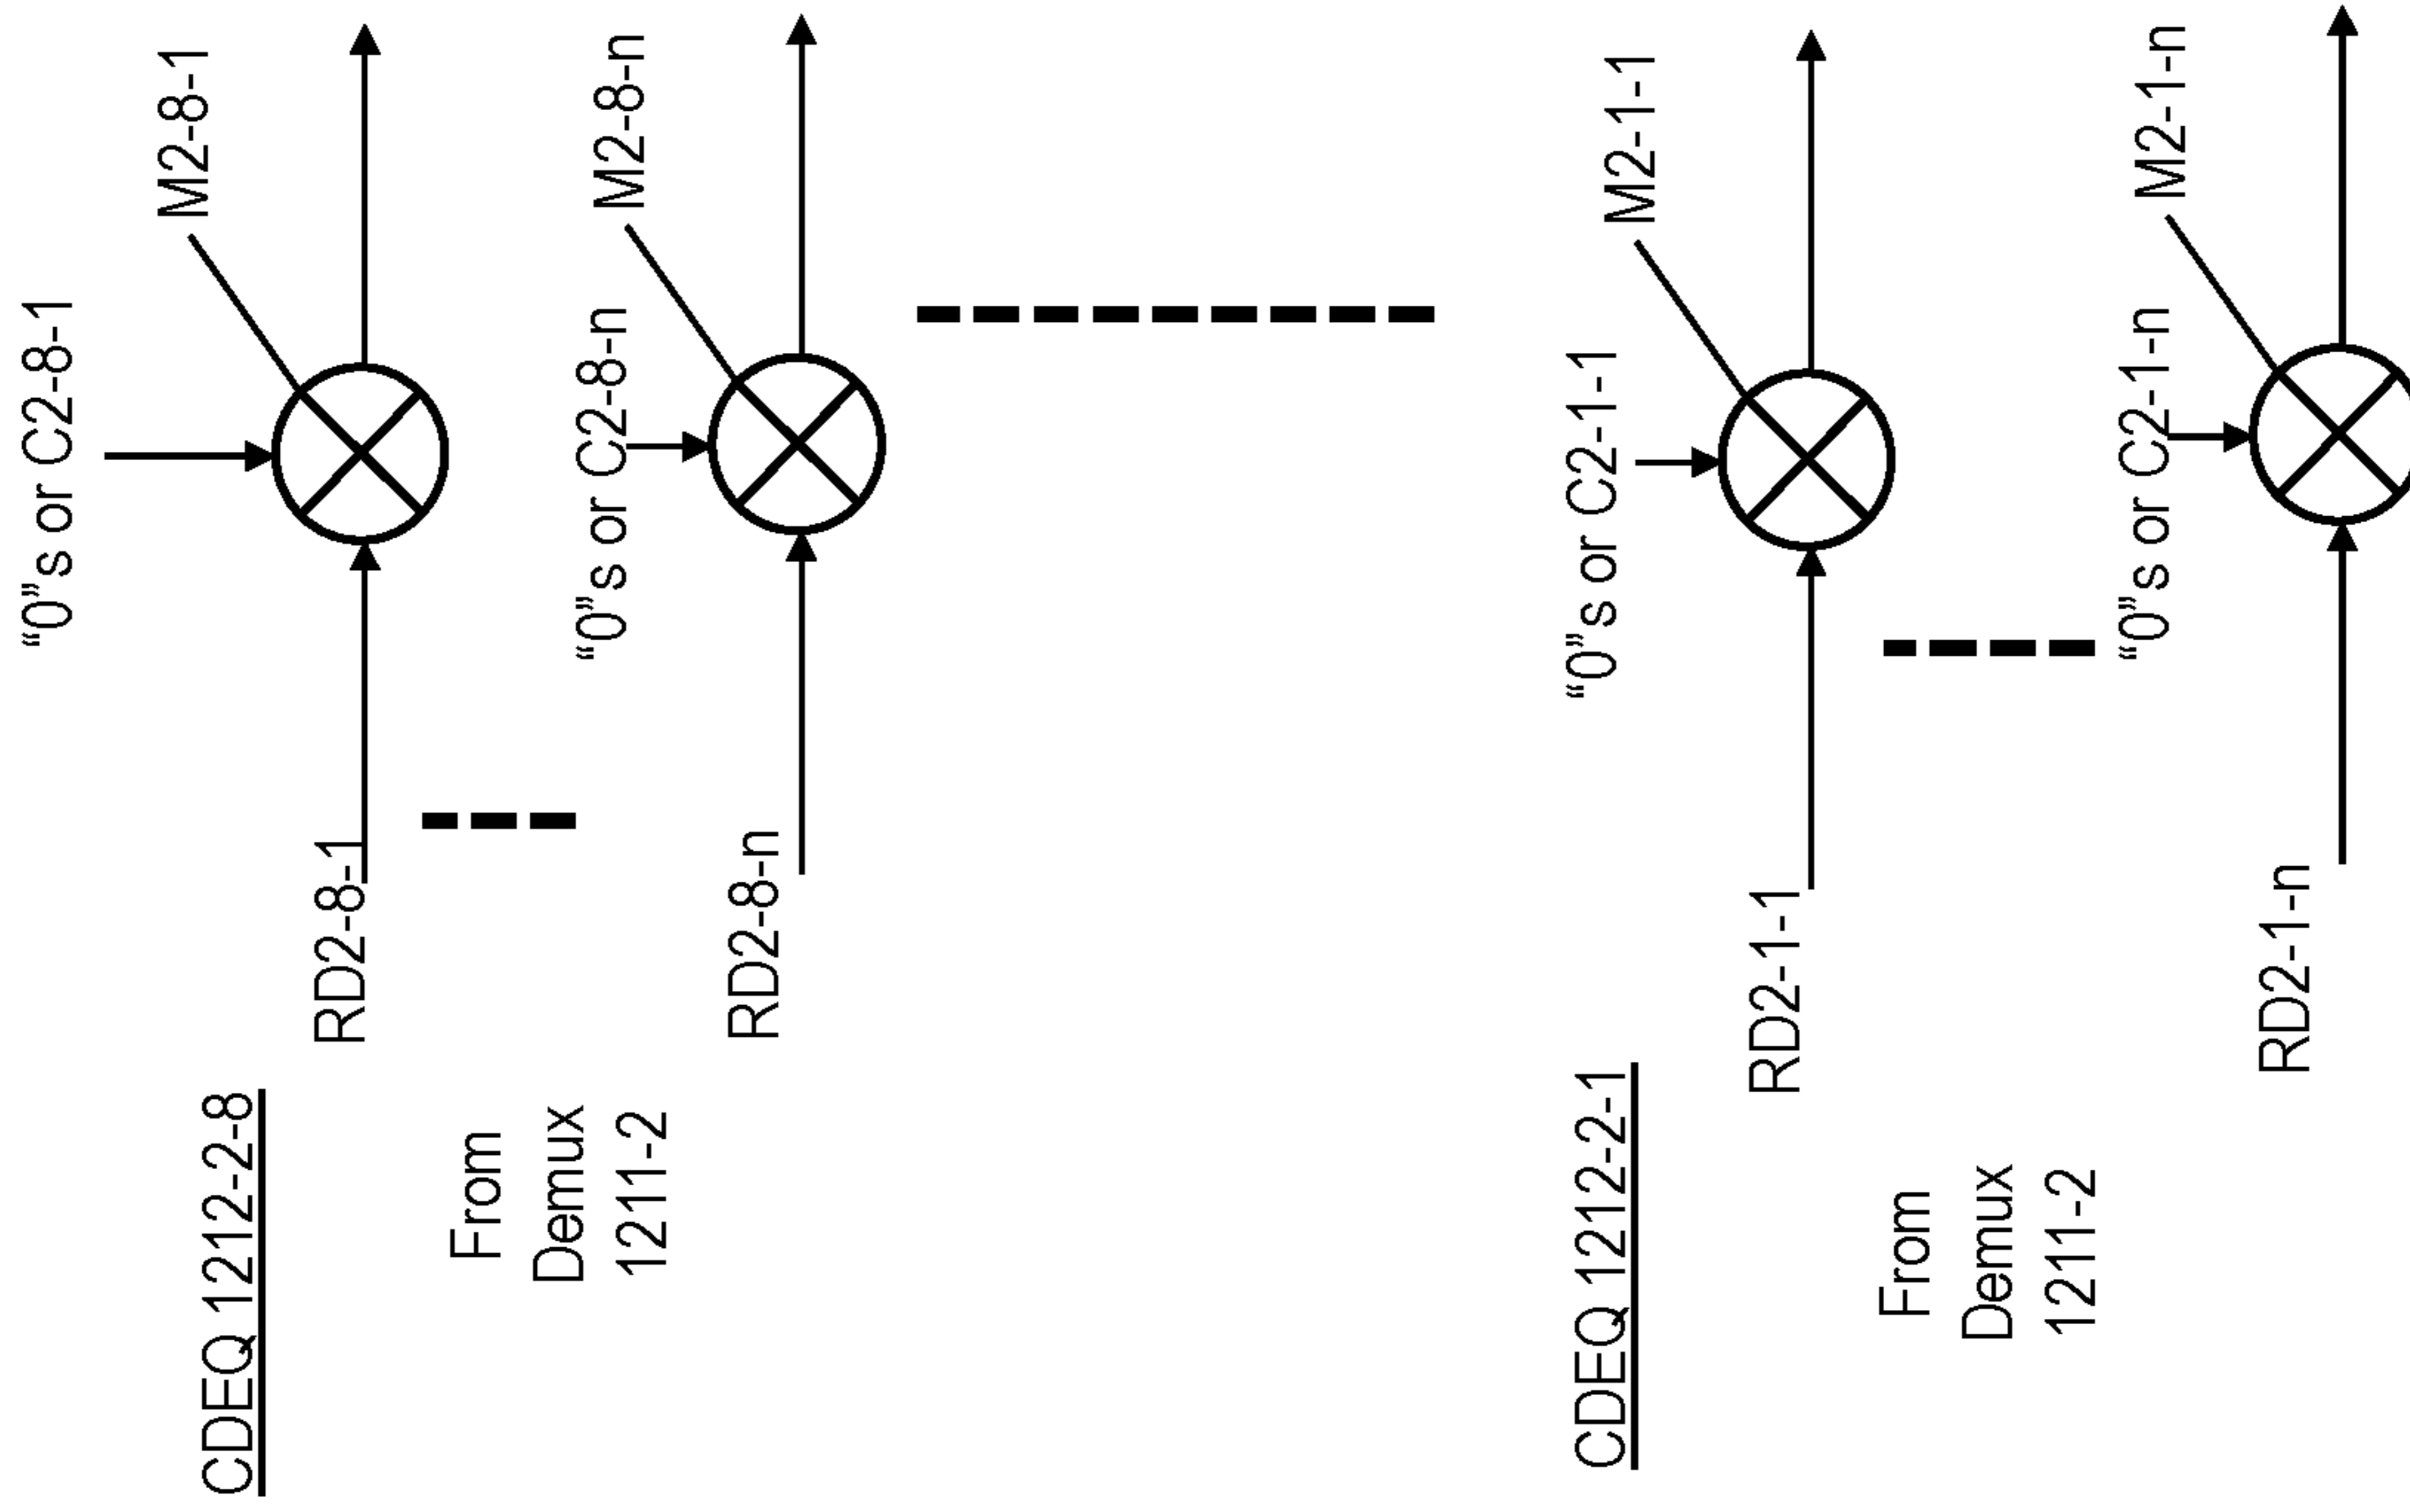 CDEQ 1212-2-8
"0"s or C2-8-1
M2-8-1
RD2-8-1
From
Demux
1211-2
"0"s or C2-8-n
M2-8-n
RD2-8-n
CDEQ 1212-2-1
"0"s or C2-1-1
M2-1-1
RD2-1-1
From
Demux
1211-2
"0"s or C2-1-n
M2-1-n
RD2-1-n